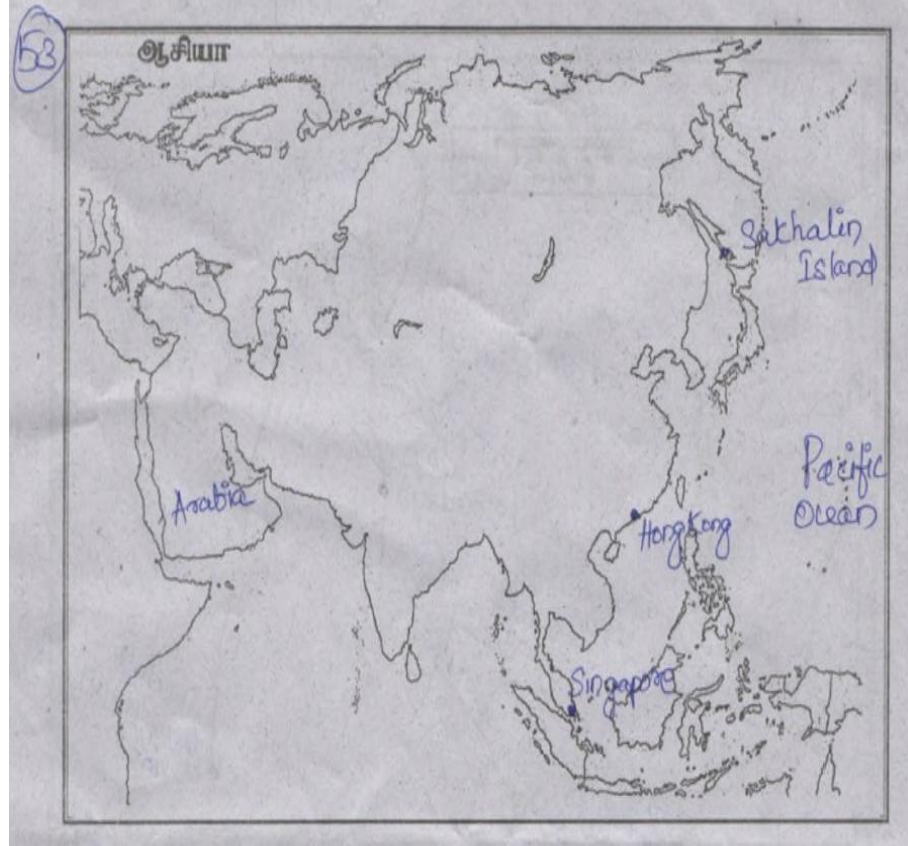 53
ஆசியா
Sakhalin
Island
Pacific
Ocean
Arabia
HongKong
Singapore